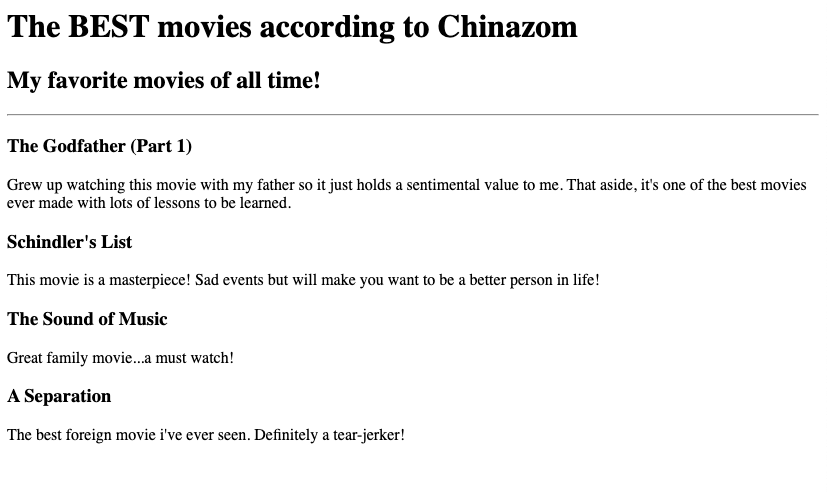 The BEST movies according to Chinazom
My favorite movies of all time!
The Godfather (Part 1)
Grew up watching this movie with my father so it just holds a sentimental value to me. That aside, it's one of the best movies
ever made with lots of lessons to be learned.
Schindler's List
This movie is a masterpiece! Sad events but will make you want to be a better person in life!
The Sound of Music
Great family movie...a must watch!
A Separation
The best foreign movie i've ever seen. Definitely a tear-jerker!